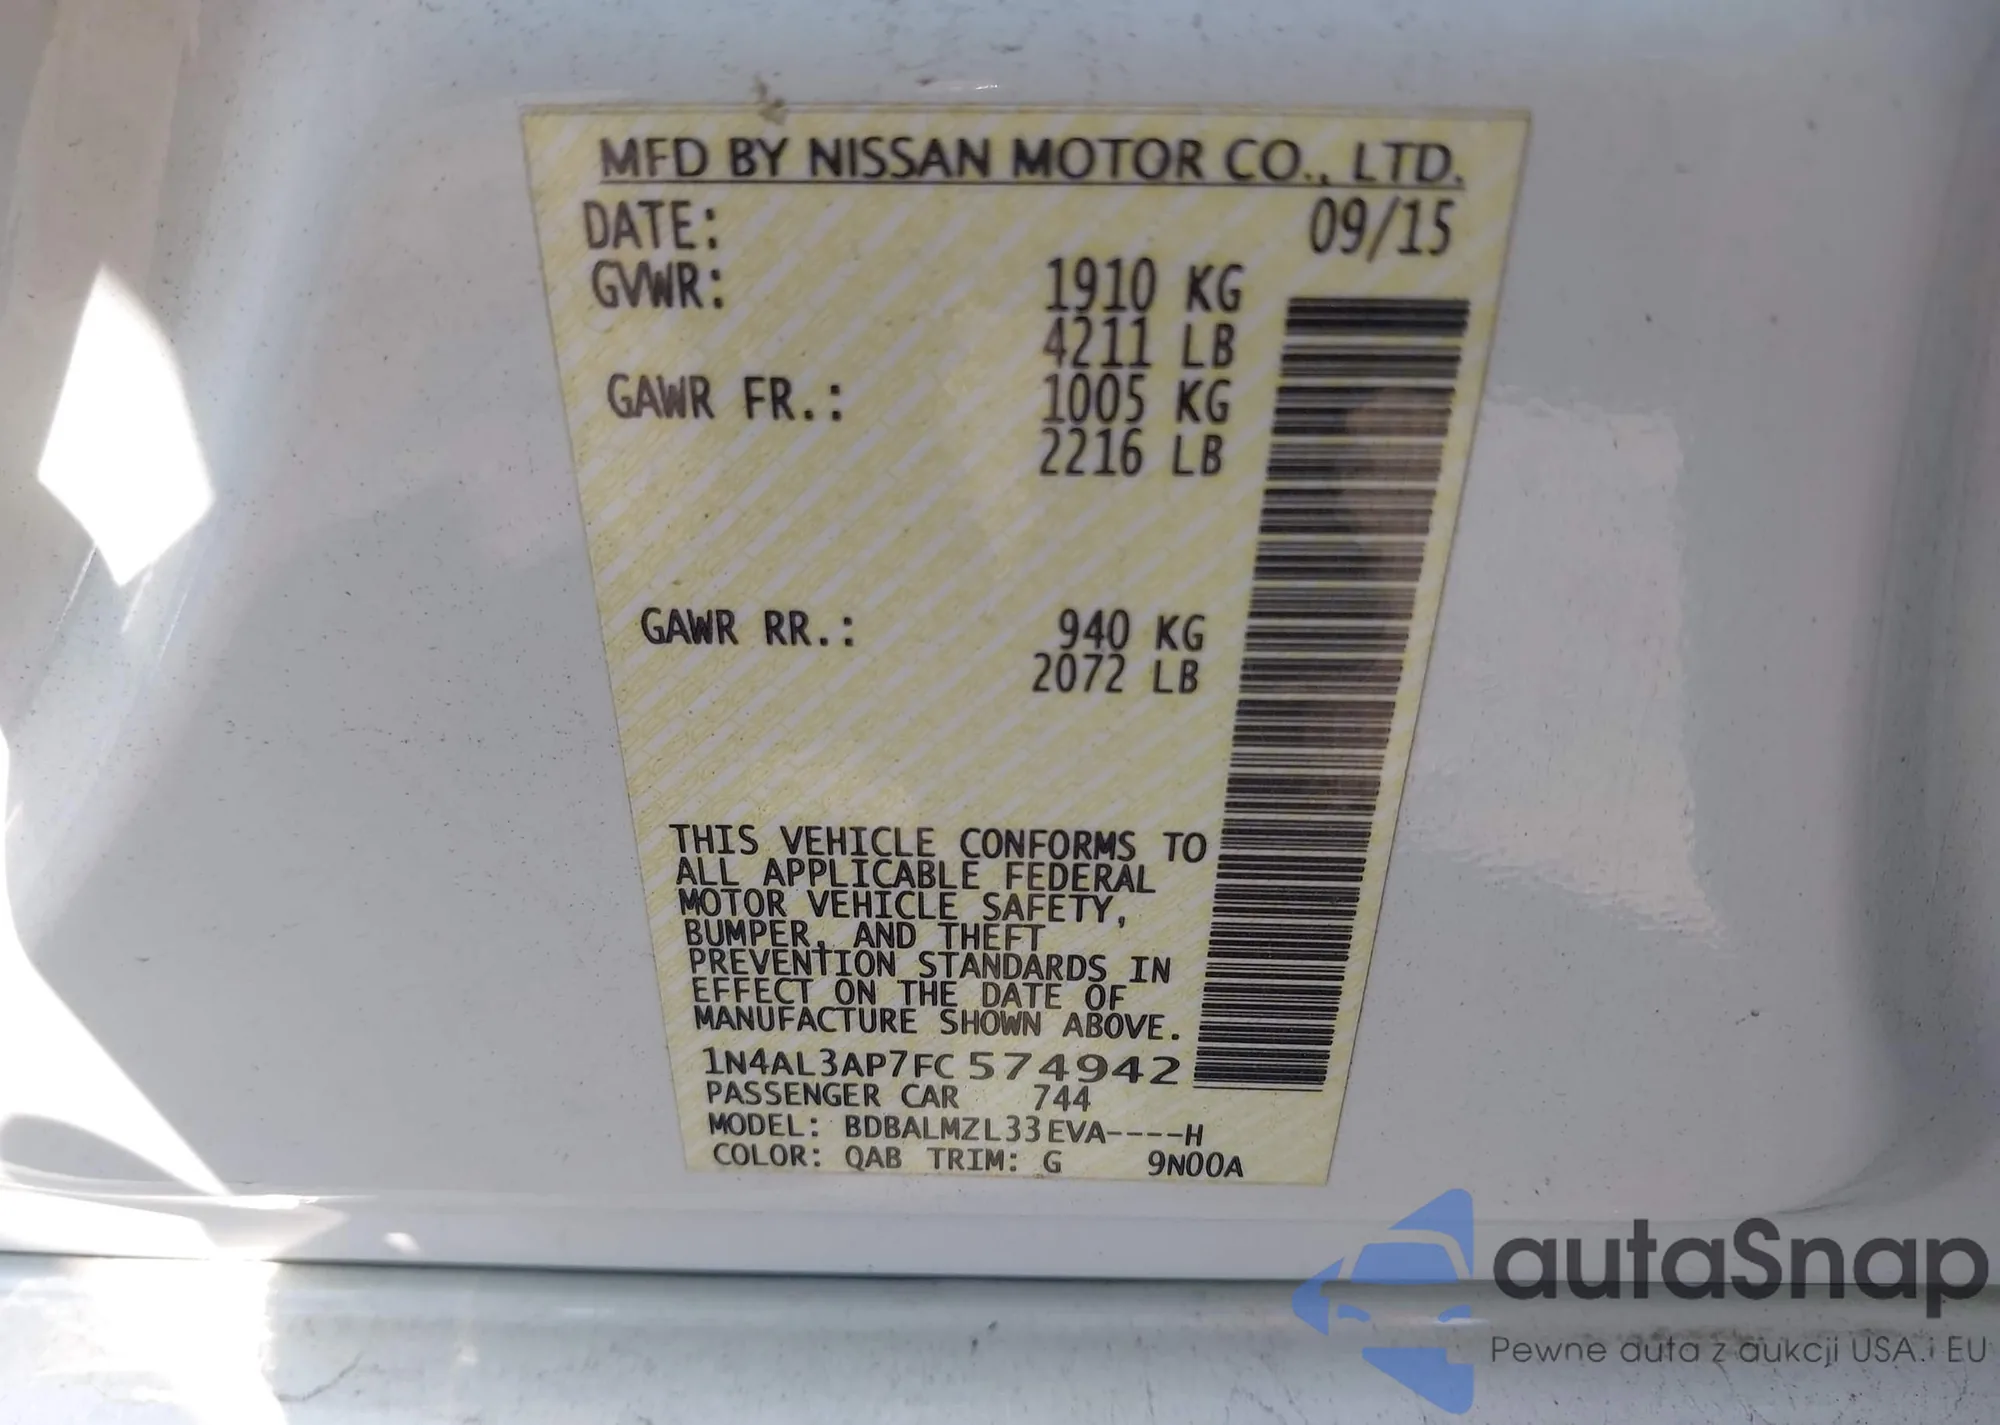 MFD BY NISSAN MOTOR CO., LTD.
DATE: 09/15
GVWR: 1910 KG
4211 LB
GAWR FR.: 1005 KG
2216 LB
GAWR RR.: 940 KG
2072 LB
THIS VEHICLE CONFORMS TO
ALL APPLICABLE FEDERAL
MOTOR VEHICLE SAFETY,
BUMPER, AND THEFT
PREVENTION STANDARDS IN
EFFECT ON THE DATE OF
MANUFACTURE SHOWN ABOVE.
1N4AL3AP7FC574942
PASSENGER CAR 744
MODEL: BDBALMZL33EVA----H
COLOR: QAB TRIM: G 9N00A
autaSnap
Pewne auta z aukcji USA i EU